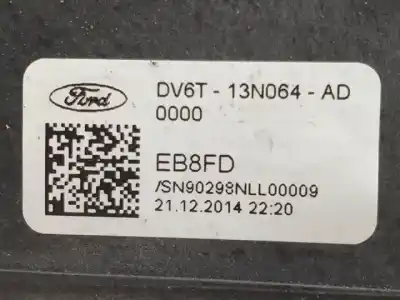 Ford
DV6T - 13N064 - AD
0000
EB8FD
/SN90298NLL00009
21.12.2014 22:20